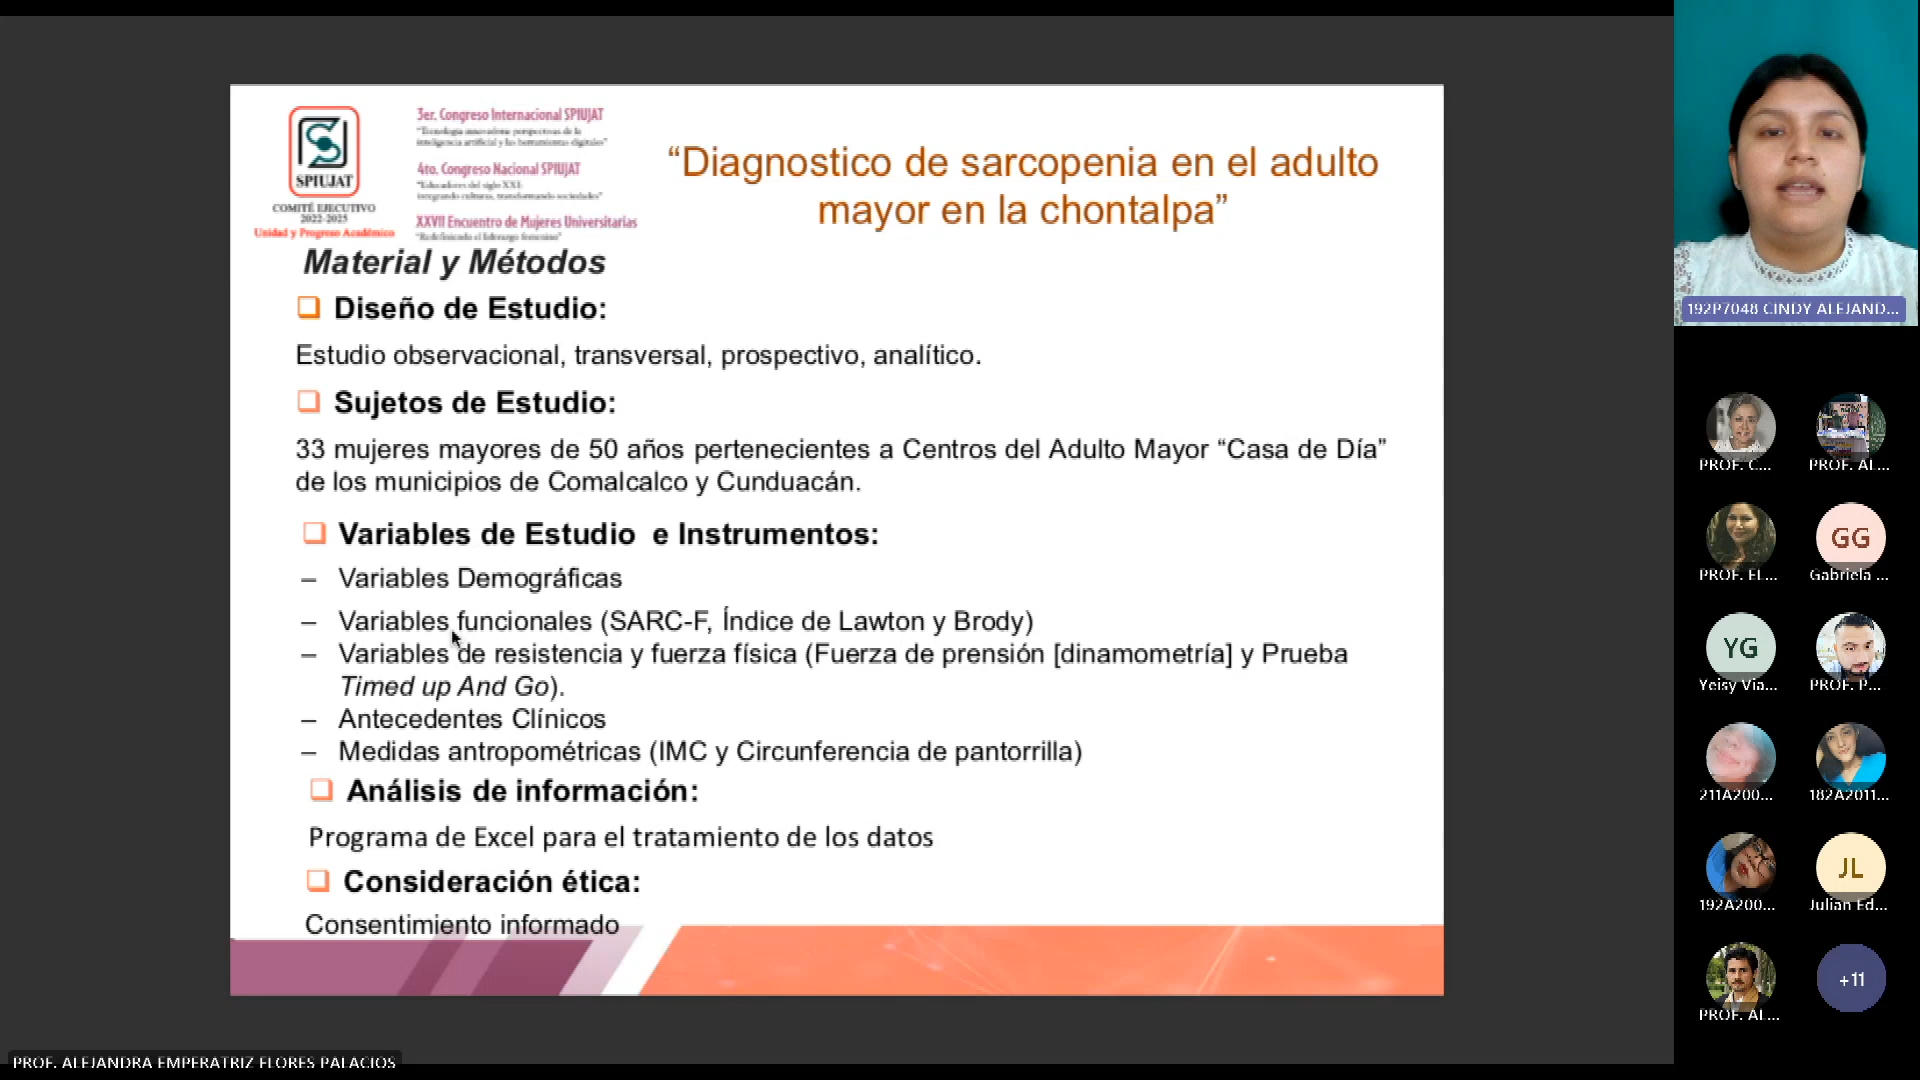 SPIUJAT
COMITÉ EJECUTIVO
2022-2025
Unidad y Progreso Académico
3er. Congreso Internacional SPIUJAT
"Tecnología innovadora: perspectivas de la
inteligencia artificial y las herramientas digitales"
4to. Congreso Nacional SPIUJAT
"Educadores del siglo XXI:
integrando culturas, transformando sociedades"
XXVII Encuentro de Mujeres Universitarias
"Redefiniendo el liderazgo femenino"
“Diagnostico de sarcopenia en el adulto
mayor en la chontalpa”
Material y Métodos
Diseño de Estudio:
Estudio observacional, transversal, prospectivo, analítico.
Sujetos de Estudio:
33 mujeres mayores de 50 años pertenecientes a Centros del Adulto Mayor “Casa de Día”
de los municipios de Comalcalco y Cunduacán.
Variables de Estudio e Instrumentos:
– Variables Demográficas
– Variables funcionales (SARC-F, Índice de Lawton y Brody)
– Variables de resistencia y fuerza física (Fuerza de prensión [dinamometría] y Prueba
Timed up And Go).
– Antecedentes Clínicos
– Medidas antropométricas (IMC y Circunferencia de pantorrilla)
Análisis de información:
Programa de Excel para el tratamiento de los datos
Consideración ética:
Consentimiento informado
192P7048 CINDY ALEJAND...
PROF. C...
PROF. AL...
PROF. EL...
GG
Gabriela ...
YG
Yeisy Via...
PROF. P...
211A200...
182A2011...
192A200...
JL
Julian Ed...
PROF. AL...
+11
PROF. ALEJANDRA EMPERATRIZ FLORES PALACIOS